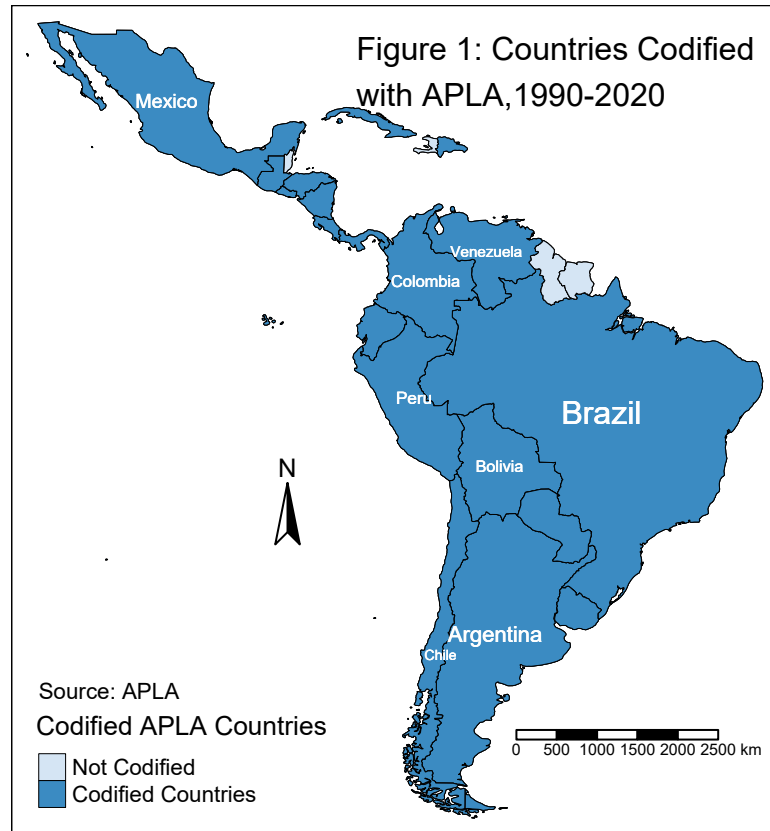 Figure 1: Countries Codified
with APLA,1990-2020
Mexico
Venezuela
Colombia
Peru
Brazil
Bolivia
N
Argentina
Chile
Source: APLA
Codified APLA Countries
Not Codified
Codified Countries
0 500 1000 1500 2000 2500 km